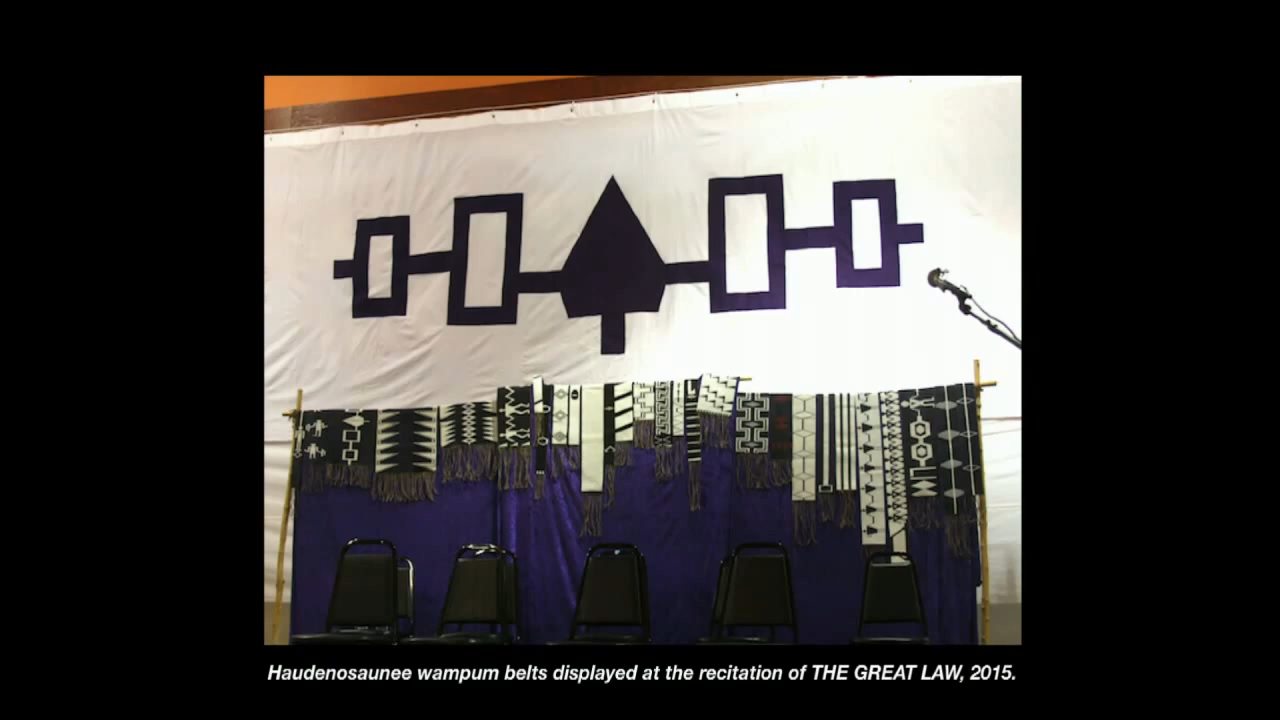 Haudenosaunee wampum belts displayed at the recitation of THE GREAT LAW, 2015.